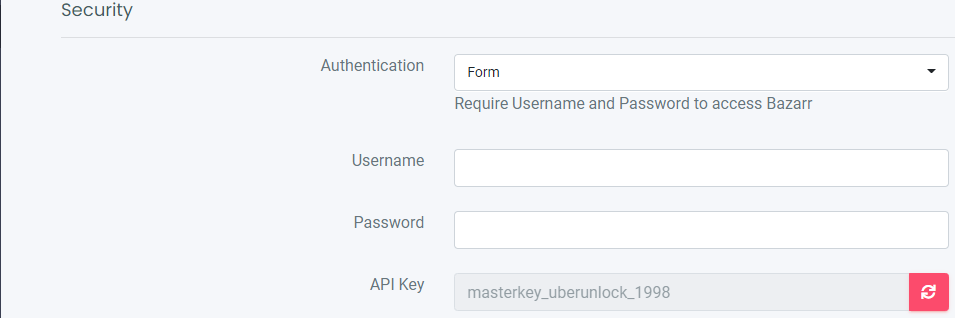 Security
Authentication
Form
Require Username and Password to access Bazarr
Username
Password
API Key
masterkey_uberunlock_1998